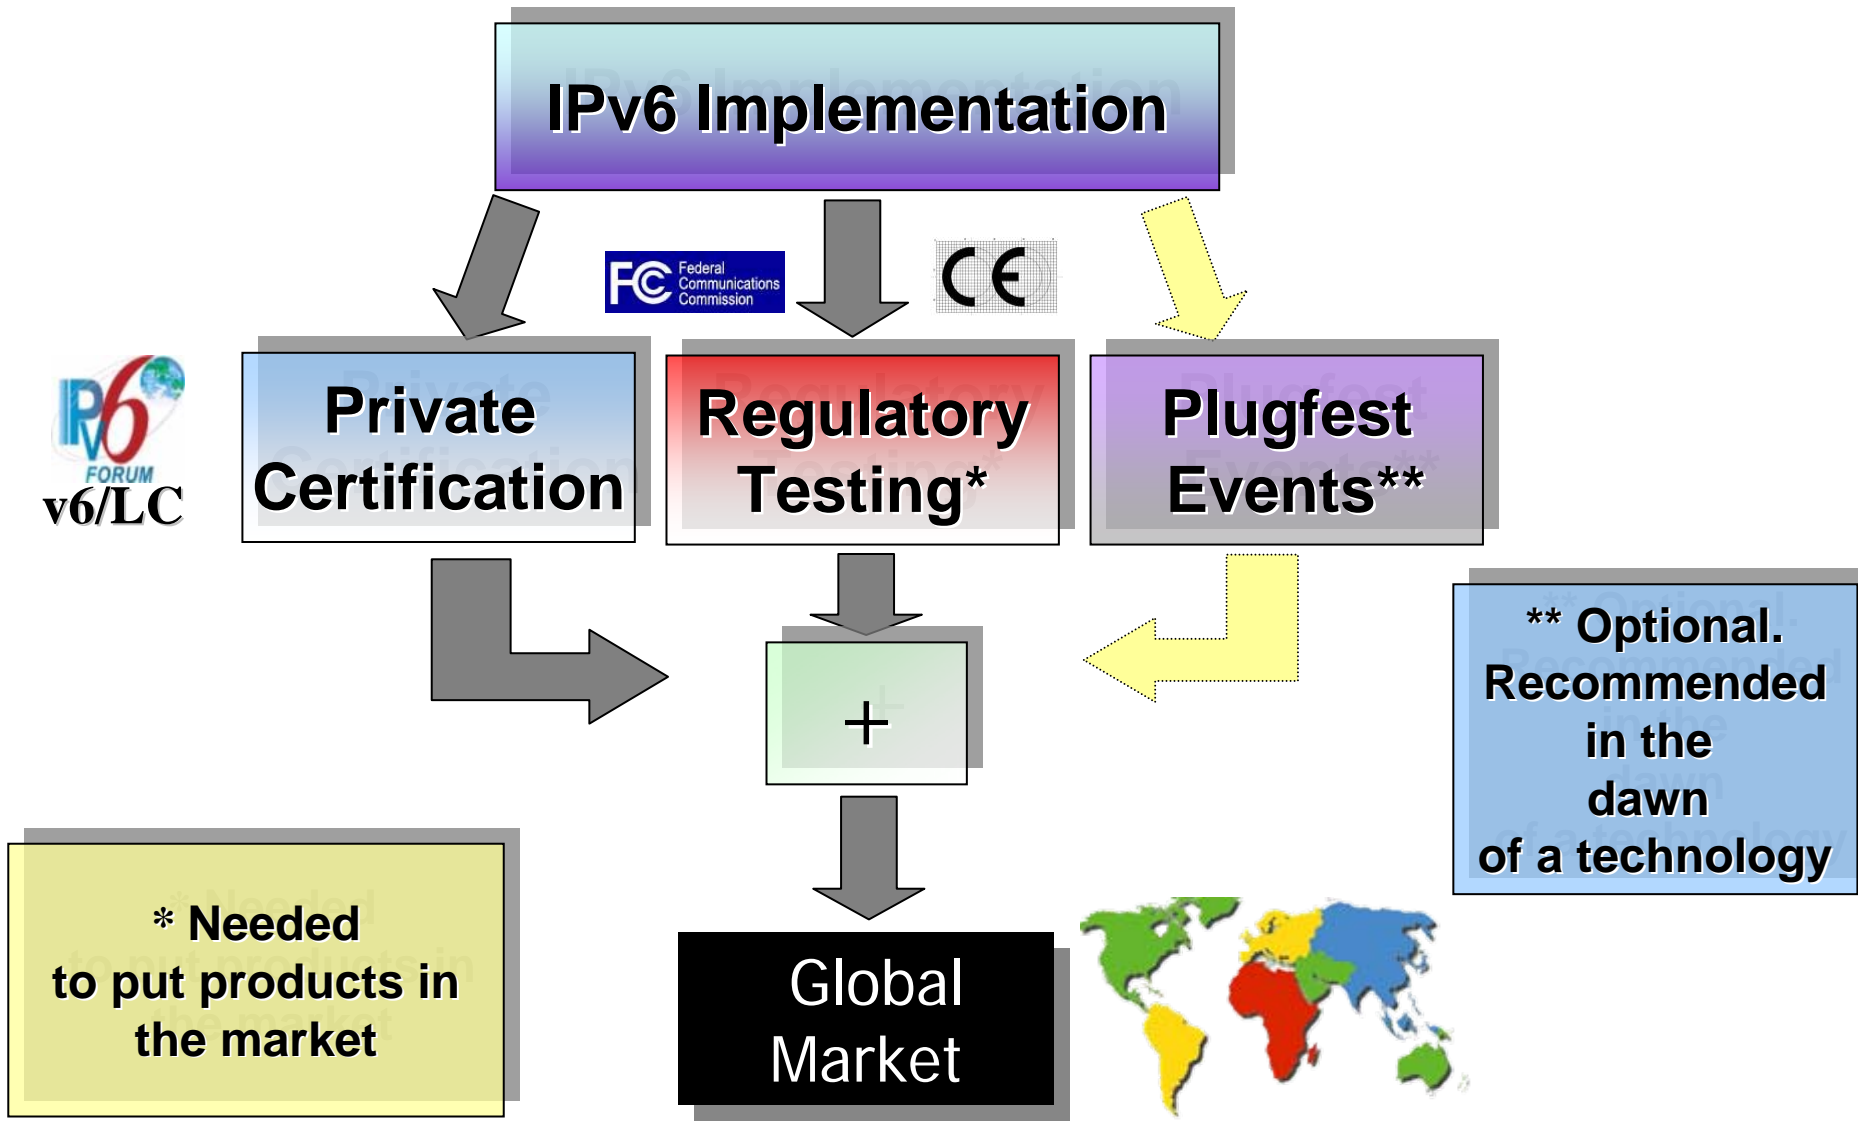 IPv6 Implementation
FCC Federal
Communications
Commission
CE
IPv6
FORUM
v6/LC
Private
Certification
Regulatory
Testing*
Plugfest
Events**
+
** Optional.
Recommended
in the
dawn
of a technology
* Needed
to put products in
the market
Global
Market